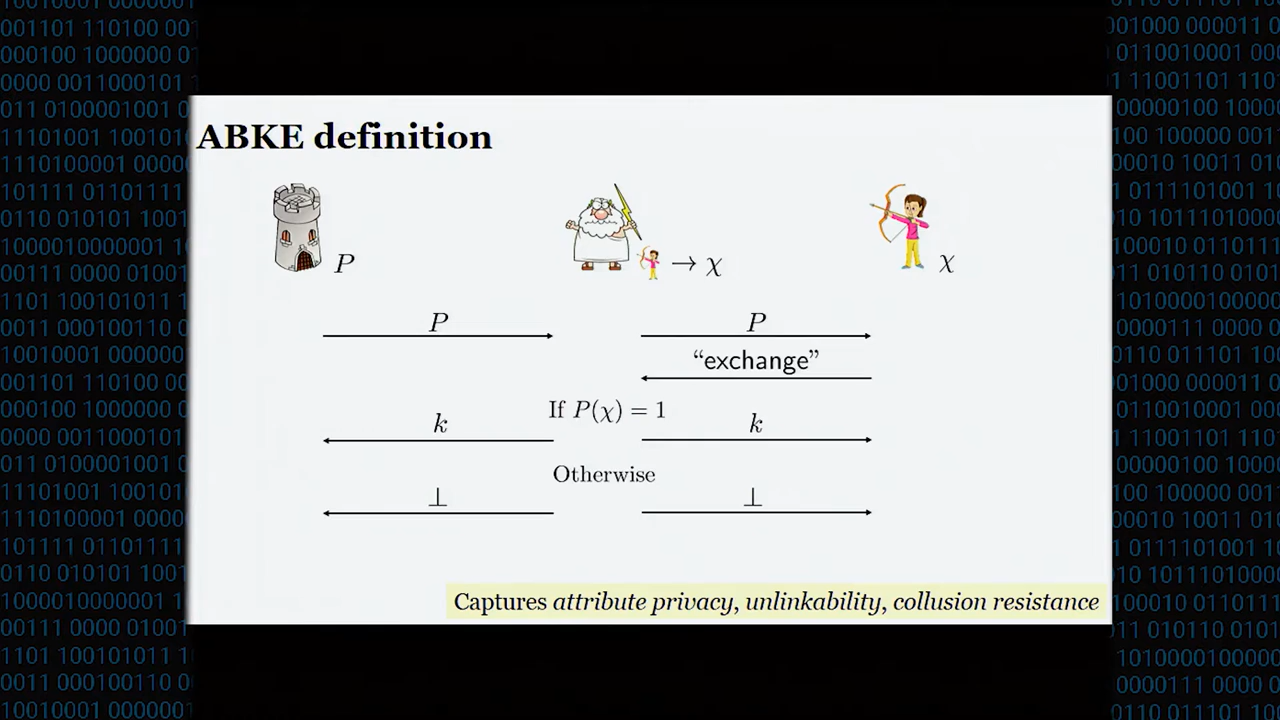 ABKE definition
P
→ χ
χ
P
P
“exchange”
If P(χ) = 1
k
k
Otherwise
⊥
⊥
Captures attribute privacy, unlinkability, collusion resistance